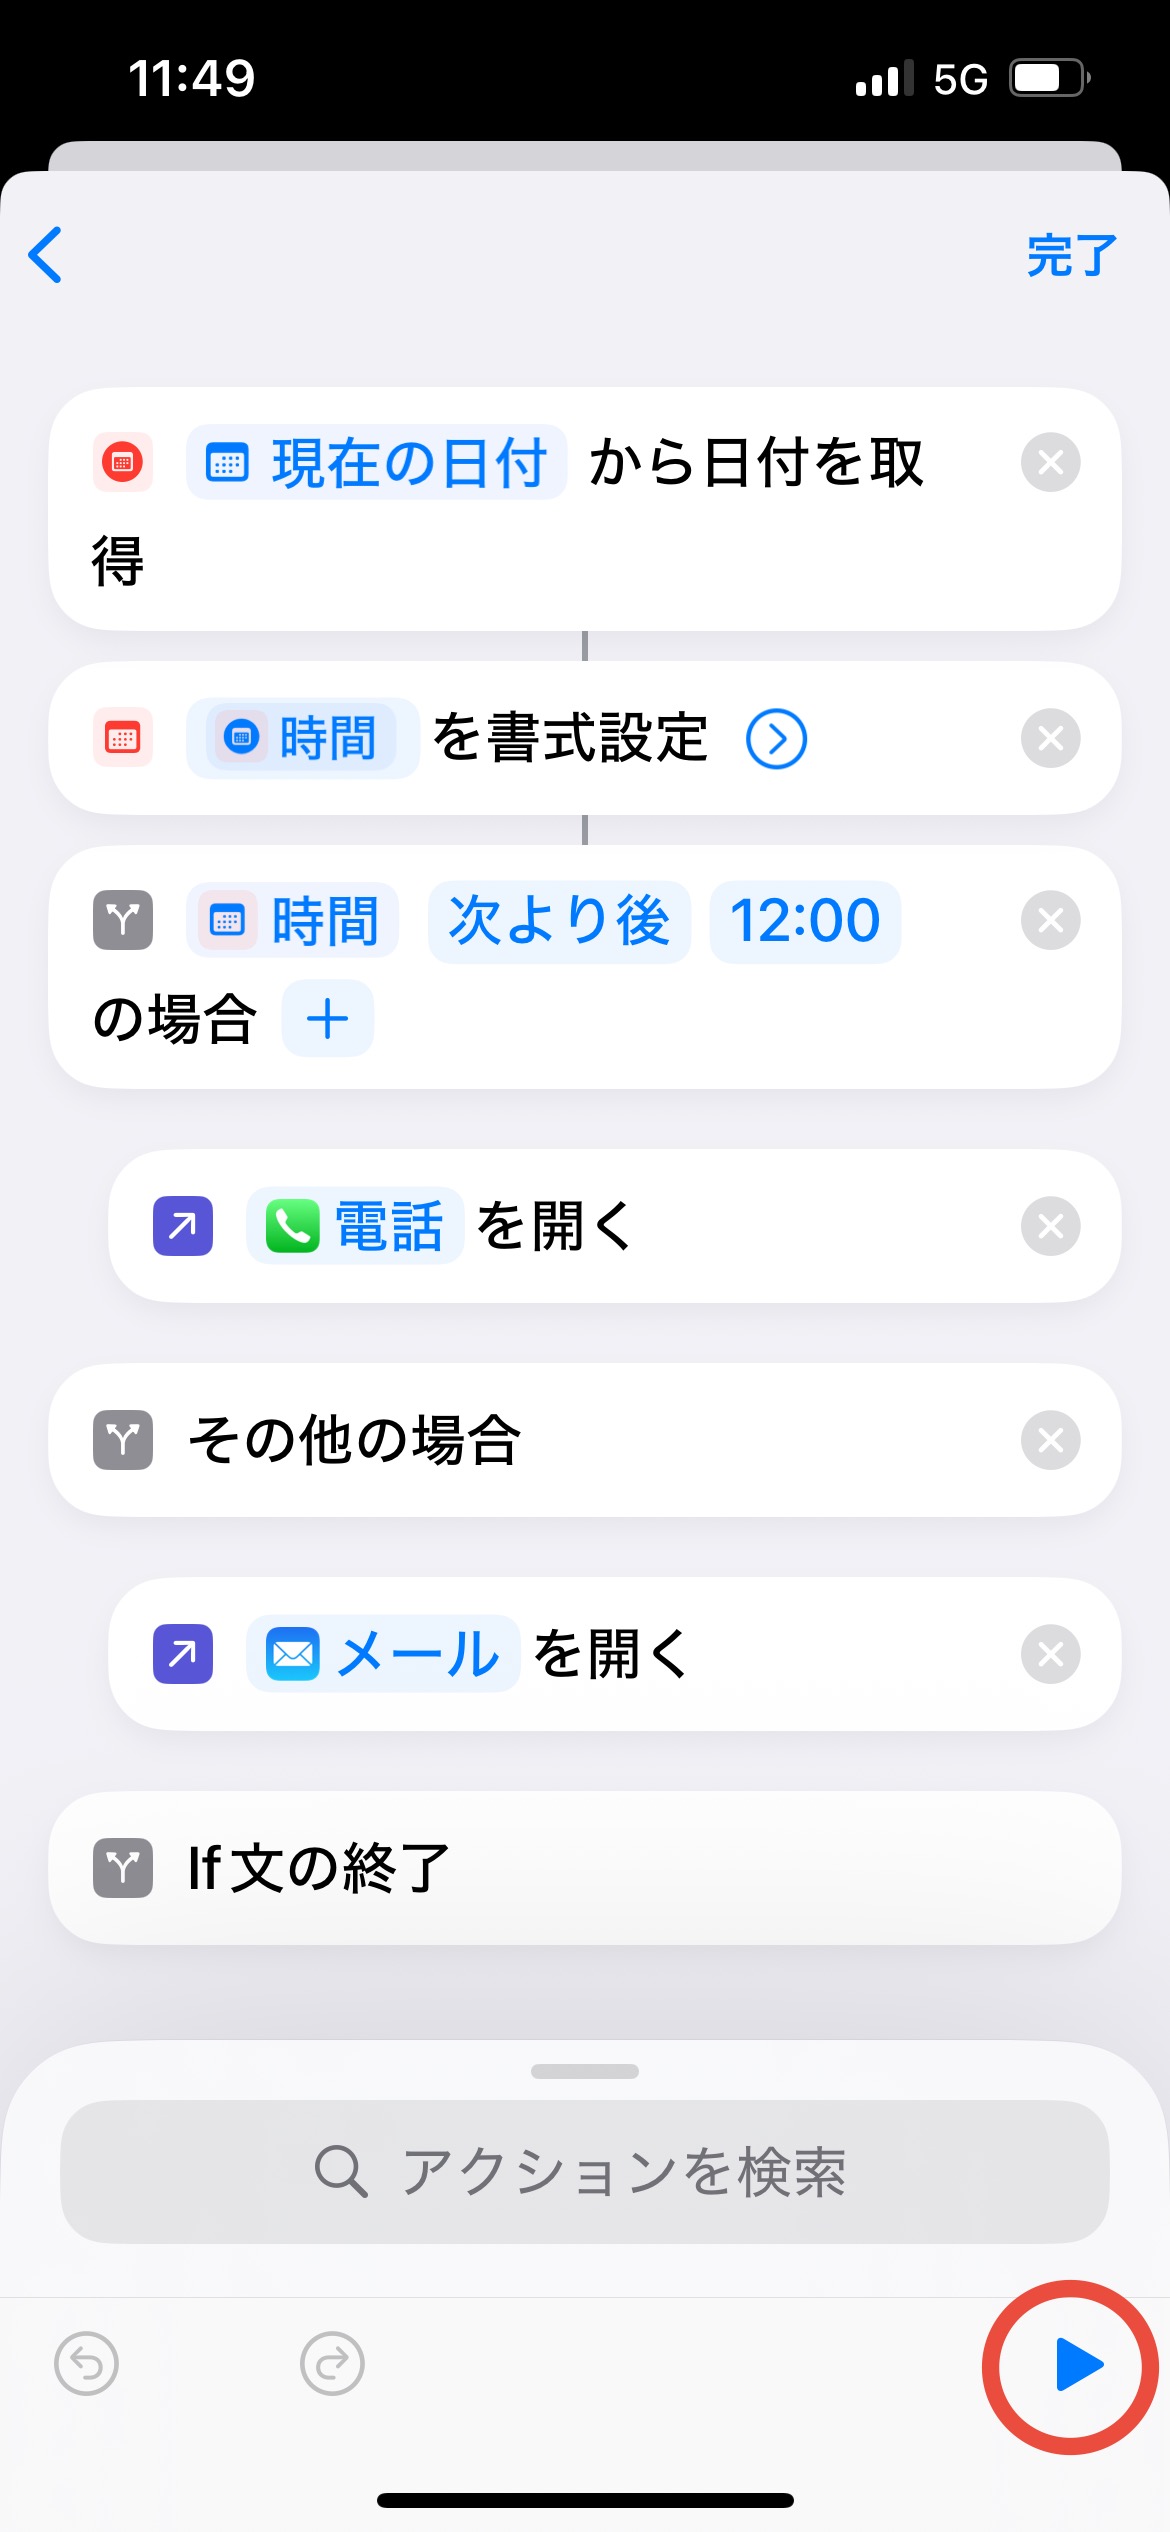 11:49 5G
完了
現在の日付 から日付を取
得
時間 を書式設定
時間 次より後 12:00
の場合
電話 を開く
その他の場合
メール を開く
If文の終了
アクションを検索